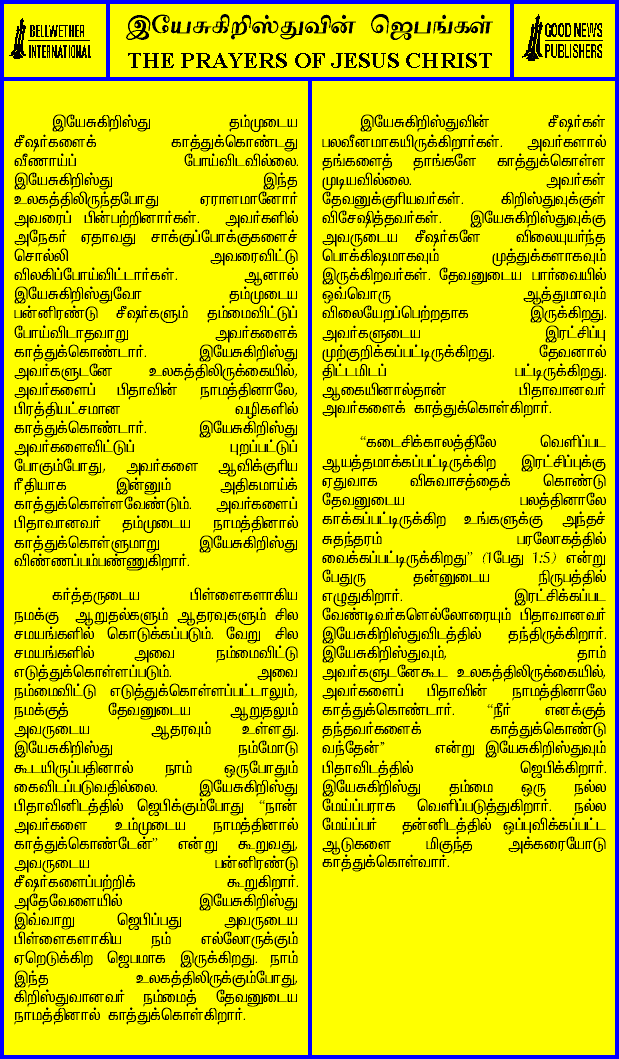 BELLWETHER
INTERNATIONAL
இயேசுகிறிஸ்துவின் ஜெபங்கள்
THE PRAYERS OF JESUS CHRIST
GOOD NEWS
PUBLISHERS
இயேசுகிறிஸ்து தம்முடைய
சீஷர்களைக் காத்துக்கொண்டது
வீணாய்ப் போய்விடவில்லை.
இயேசுகிறிஸ்து இந்த
உலகத்திலிருந்தபோது ஏராளமானோர்
அவரைப் பின்பற்றினார்கள். அவர்களில்
அநேகர் ஏதாவது சாக்குப்போக்குகளைச்
சொல்லி அவரைவிட்டு
விலகிப்போய்விட்டார்கள். ஆனால்
இயேசுகிறிஸ்துவோ தம்முடைய
பன்னிரண்டு சீஷர்களும் தம்மைவிட்டுப்
போய்விடாதவாறு அவர்களைக்
காத்துக்கொண்டார். இயேசுகிறிஸ்து
அவர்களுடனே உலகத்திலிருக்கையில்,
அவர்களைப் பிதாவின் நாமத்தினாலே,
பிரத்தியட்சமான வழிகளில்
காத்துக்கொண்டார். இயேசுகிறிஸ்து
அவர்களைவிட்டுப் புறப்பட்டுப்
போகும்போது, அவர்களை ஆவிக்குரிய
ரீதியாக இன்னும் அதிகமாய்க்
காத்துக்கொள்ளவேண்டும். அவர்களைப்
பிதாவானவர் தம்முடைய நாமத்தினால்
காத்துக்கொள்ளுமாறு இயேசுகிறிஸ்து
விண்ணப்பம்பண்ணுகிறார்.
கர்த்தருடைய பிள்ளைகளாகிய
நமக்கு ஆறுதல்களும் ஆதரவுகளும் சில
சமயங்களில் கொடுக்கப்படும். வேறு சில
சமயங்களில் அவை நம்மைவிட்டு
எடுத்துக்கொள்ளப்படும். அவை
நம்மைவிட்டு எடுத்துக்கொள்ளப்பட்டாலும்,
நமக்குத் தேவனுடைய ஆறுதலும்
அவருடைய ஆதரவும் உள்ளது.
இயேசுகிறிஸ்து நம்மோடு
கூடயிருப்பதினால் நாம் ஒருபோதும்
கைவிடப்படுவதில்லை. இயேசுகிறிஸ்து
பிதாவினிடத்தில் ஜெபிக்கும்போது “நான்
அவர்களை உம்முடைய நாமத்தினால்
காத்துக்கொண்டேன்” என்று கூறுவது,
அவருடைய பன்னிரண்டு
சீஷர்களைப்பற்றிக் கூறுகிறார்.
அதேவேளையில் இயேசுகிறிஸ்து
இவ்வாறு ஜெபிப்பது அவருடைய
பிள்ளைகளாகிய நம் எல்லோருக்கும்
ஏறெடுக்கிற ஜெபமாக இருக்கிறது. நாம்
இந்த உலகத்திலிருக்கும்போது,
கிறிஸ்துவானவர் நம்மைத் தேவனுடைய
நாமத்தினால் காத்துக்கொள்கிறார்.
இயேசுகிறிஸ்துவின் சீஷர்கள்
பலவீனமாகயிருக்கிறார்கள். அவர்களால்
தங்களைத் தாங்களே காத்துக்கொள்ள
முடியவில்லை. அவர்கள்
தேவனுக்குரியவர்கள். கிறிஸ்துவுக்குள்
விசேஷித்தவர்கள். இயேசுகிறிஸ்துவுக்கு
அவருடைய சீஷர்களே விலையுயர்ந்த
பொக்கிஷமாகவும் முத்துக்களாகவும்
இருக்கிறவர்கள். தேவனுடைய பார்வையில்
ஒவ்வொரு ஆத்துமாவும்
விலையேறப்பெற்றதாக இருக்கிறது.
அவர்களுடைய இரட்சிப்பு
முற்குறிக்கப்பட்டிருக்கிறது. தேவனால்
திட்டமிடப் பட்டிருக்கிறது.
ஆகையினால்தான் பிதாவானவர்
அவர்களைக் காத்துக்கொள்கிறார்.
“கடைசிக்காலத்திலே வெளிப்பட
ஆயத்தமாக்கப்பட்டிருக்கிற இரட்சிப்புக்கு
ஏதுவாக விசுவாசத்தைக் கொண்டு
தேவனுடைய பலத்தினாலே
காக்கப்பட்டிருக்கிற உங்களுக்கு அந்தச்
சுதந்தரம் பரலோகத்தில்
வைக்கப்பட்டிருக்கிறது” (1பேது 1:5) என்று
பேதுரு தன்னுடைய நிருபத்தில்
எழுதுகிறார். இரட்சிக்கப்பட
வேண்டிவர்களெல்லோரையும் பிதாவானவர்
இயேசுகிறிஸ்துவிடத்தில் தந்திருக்கிறார்.
இயேசுகிறிஸ்துவும், தாம்
அவர்களுடனேகூட உலகத்திலிருக்கையில்,
அவர்களைப் பிதாவின் நாமத்தினாலே
காத்துக்கொண்டார். “நீர் எனக்குத்
தந்தவர்களைக் காத்துக்கொண்டு
வந்தேன்” என்று இயேசுகிறிஸ்துவும்
பிதாவிடத்தில் ஜெபிக்கிறார்.
இயேசுகிறிஸ்து தம்மை ஒரு நல்ல
மேய்ப்பராக வெளிப்படுத்துகிறார். நல்ல
மேய்ப்பர் தன்னிடத்தில் ஒப்புவிக்கப்பட்ட
ஆடுகளை மிகுந்த அக்கரையோடு
காத்துக்கொள்வார்.